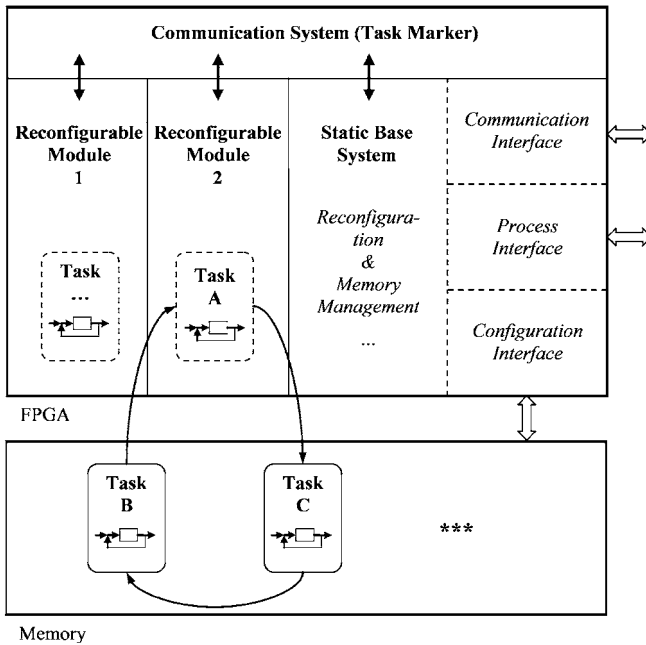 Communication System (Task Marker)
Reconfigurable
Module
1
Reconfigurable
Module
2
Static Base
System
Communication
Interface
Reconfigura-
tion
&
Memory
Management
...
Process
Interface
Configuration
Interface
Task
...
Task
A
FPGA
Task
B
Task
C
***
Memory